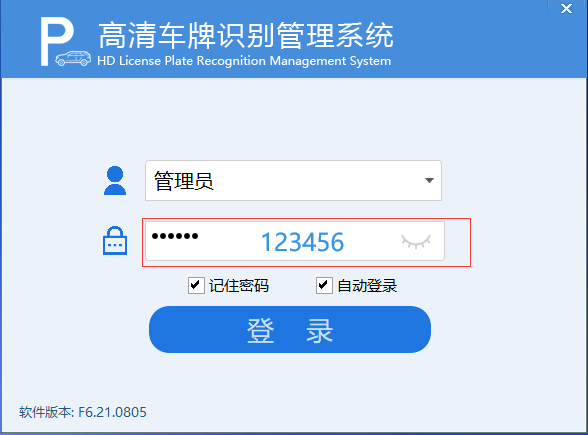 P
高清车牌识别管理系统
HD License Plate Recognition Management System
管理员
•••••• 123456
记住密码 自动登录
登 录
软件版本: F6.21.0805